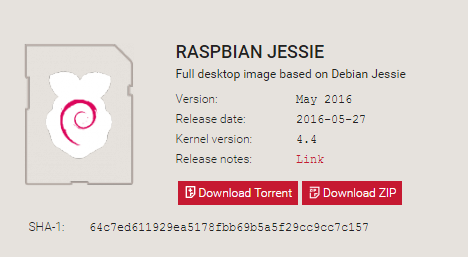 RASPBIAN JESSIE
Full desktop image based on Debian Jessie
Version: May 2016
Release date: 2016-05-27
Kernel version: 4.4
Release notes: Link
Download Torrent Download ZIP
SHA-1: 64c7ed611929ea5178fbb69b5a5f29cc9cc7c157